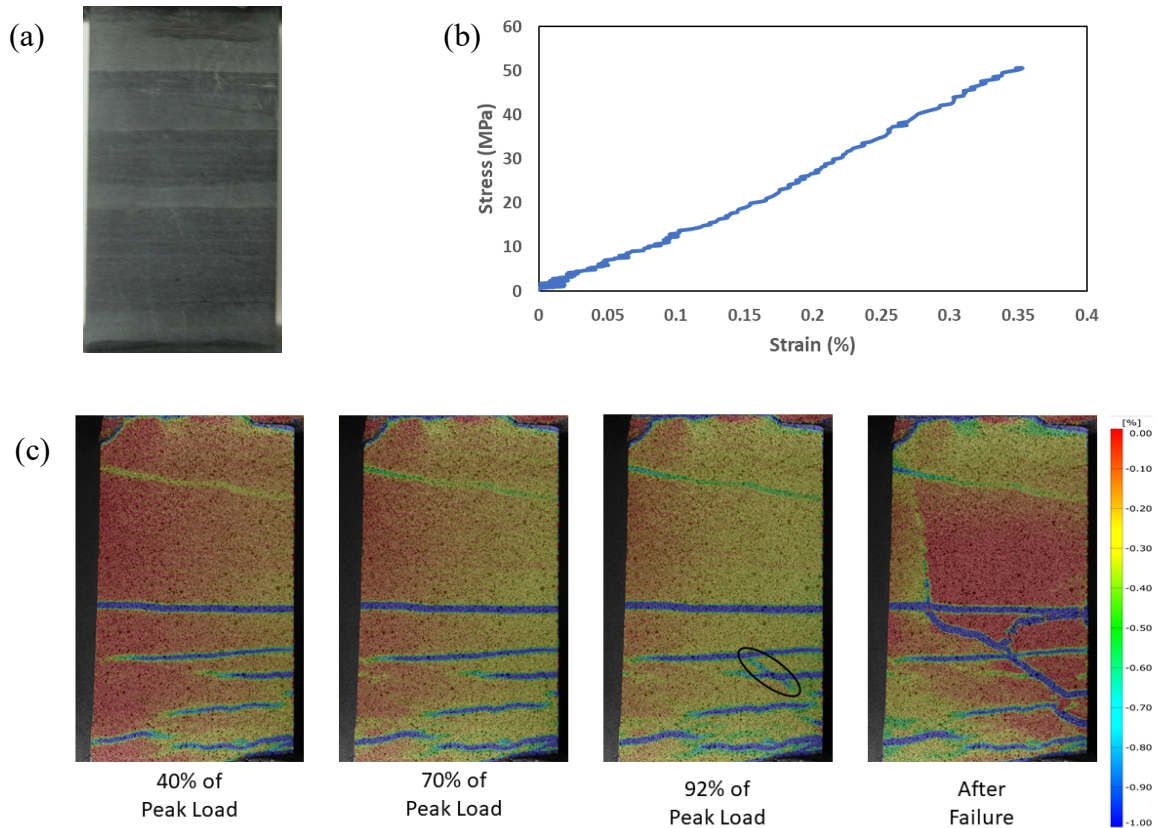 (a)
(b)
60
50
40
30
20
10
0
Stress (MPa)
0
0.05
0.1
0.15
0.2
0.25
0.3
0.35
0.4
Strain (%)
(c)
[%]
0.00
-0.10
-0.20
-0.30
-0.40
-0.50
-0.60
-0.70
-0.80
-0.90
-1.00
40% of
Peak Load
70% of
Peak Load
92% of
Peak Load
After
Failure